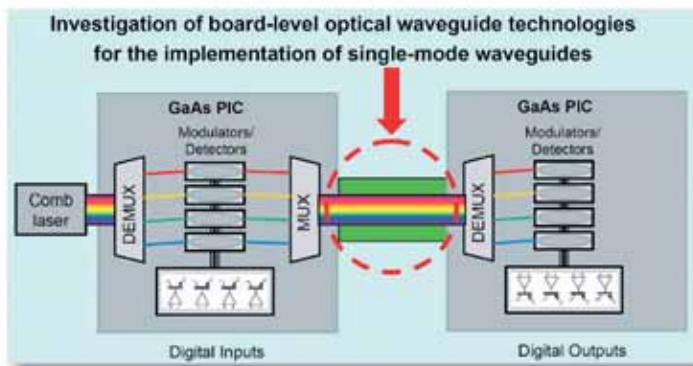 Investigation of board-level optical waveguide technologies
for the implementation of single-mode waveguides
GaAs PIC
Modulators/
Detectors
Comb
laser
DEMUX
MUX
Digital Inputs
GaAs PIC
Modulators/
Detectors
DEMUX
Digital Outputs